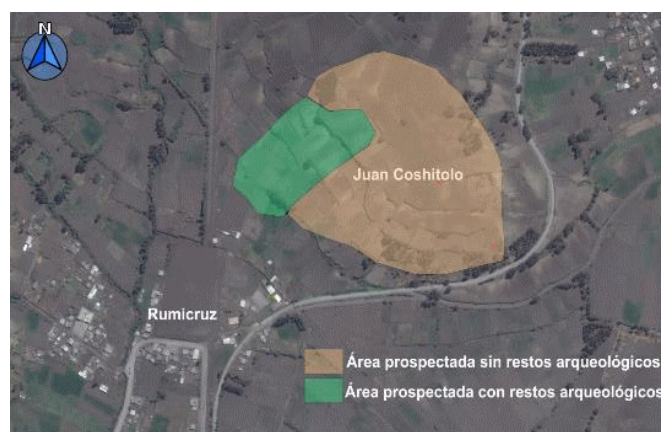 N
Juan Coshitolo
Rumicruz
Área prospectada sin restos arqueológicos
Área prospectada con restos arqueológicos